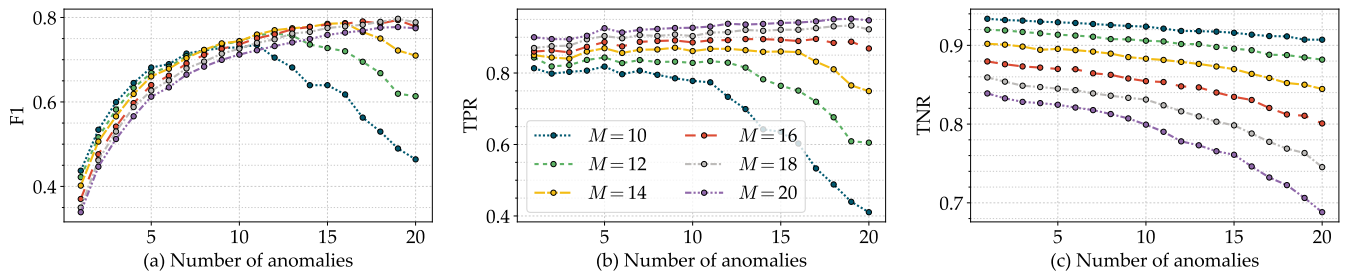 F1
0.8
0.6
0.4
5
10
15
20
(a) Number of anomalies
TPR
1.0
0.8
0.6
0.4
M = 10
M = 12
M = 14
M = 16
M = 18
M = 20
5
10
15
20
(b) Number of anomalies
TNR
0.9
0.8
0.7
5
10
15
20
(c) Number of anomalies